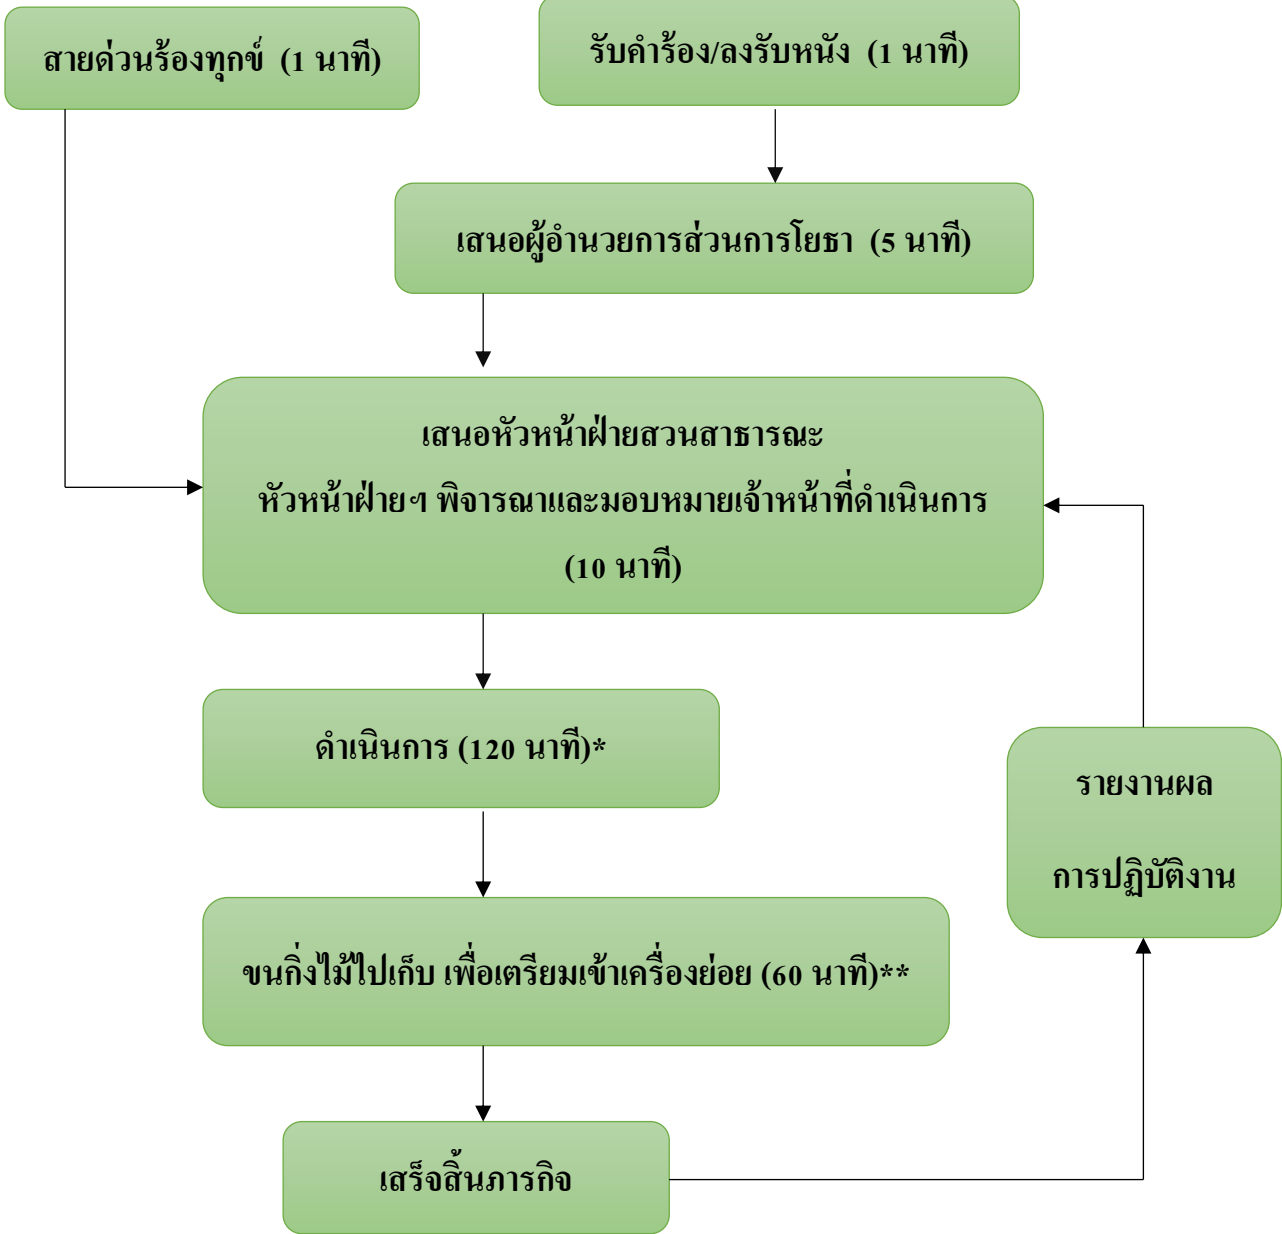 สายด่วนร้องทุกข์ (1 นาที)
รับคำร้อง/ลงรับหนัง (1 นาที)
เสนอผู้อำนวยการส่วนการโยธา (5 นาที)
เสนอหัวหน้าฝ่ายสวนสาธารณะ
หัวหน้าฝ่ายฯ พิจารณาและมอบหมายเจ้าหน้าที่ดำเนินการ
(10 นาที)
ดำเนินการ (120 นาที)*
ขนกิ่งไม้ไปเก็บ เพื่อเตรียมเข้าเครื่องย่อย (60 นาที)**
เสร็จสิ้นภารกิจ
รายงานผล
การปฏิบัติงาน